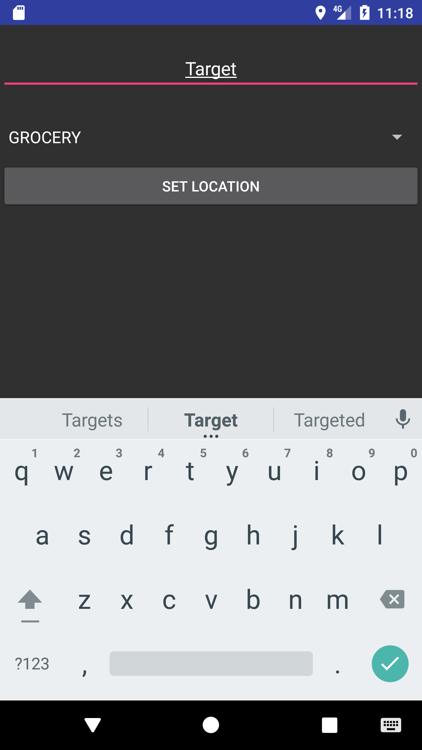 4G 11:18
Target
GROCERY
SET LOCATION
Targets Target Targeted
1 2 3 4 5 6 7 8 9 0
q w e r t y u i o p
a s d f g h j k l
z x c v b n m
?123 , .